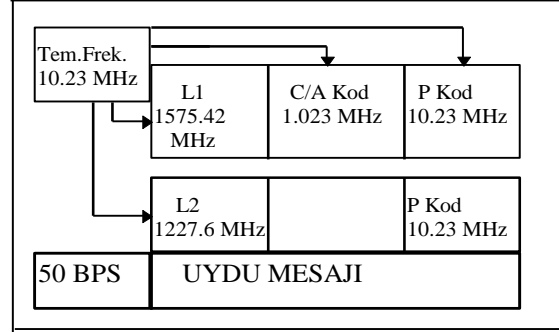 Tem.Frek.
10.23 MHz
L1
1575.42
MHz
C/A Kod
1.023 MHz
P Kod
10.23 MHz
L2
1227.6 MHz
P Kod
10.23 MHz
50 BPS
UYDU MESAJI